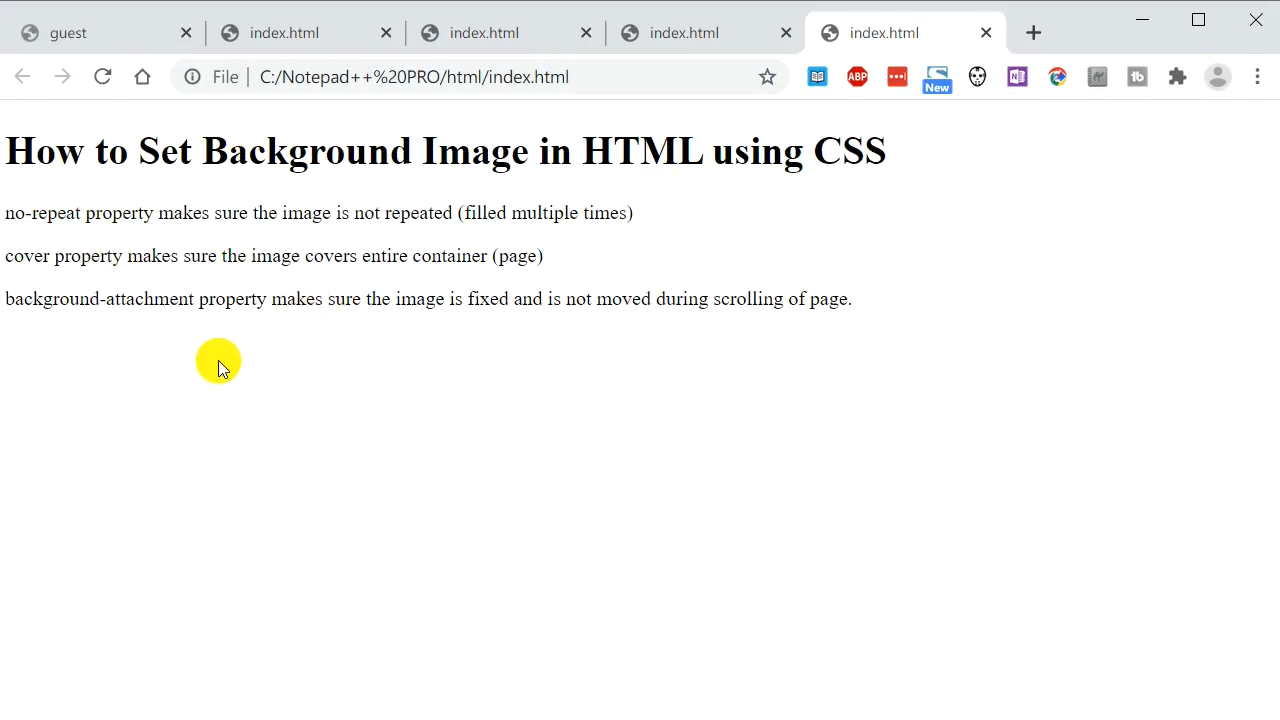 guest
index.html
index.html
index.html
index.html
File
C:/Notepad++%20PRO/html/index.html
ABP
New
N
tb
How to Set Background Image in HTML using CSS
no-repeat property makes sure the image is not repeated (filled multiple times)
cover property makes sure the image covers entire container (page)
background-attachment property makes sure the image is fixed and is not moved during scrolling of page.